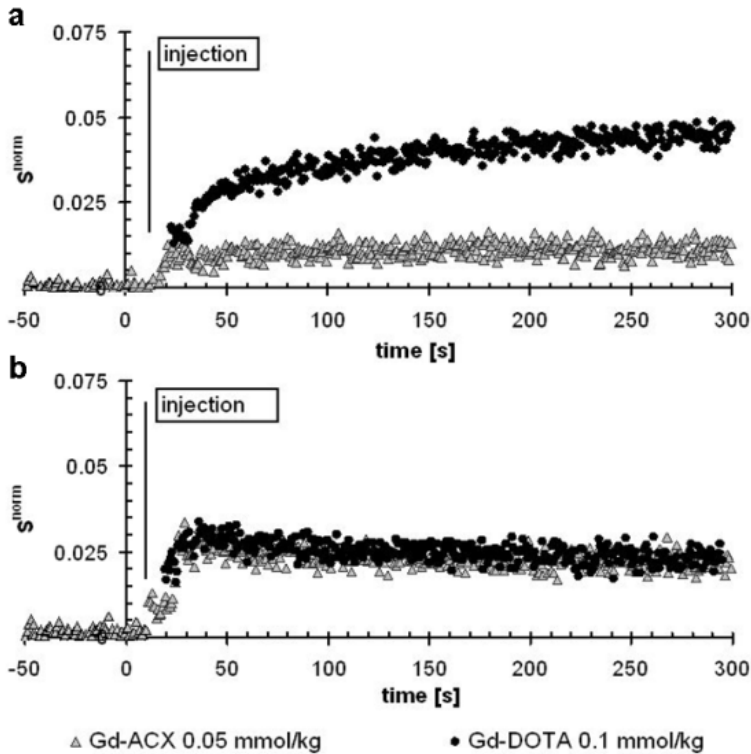 a
0.075
injection
0.05
S^norm
0.025
0
-50 0 50 100 150 200 250 300
time [s]
b
0.075
injection
0.05
S^norm
0.025
0
-50 0 50 100 150 200 250 300
time [s]
Gd-ACX 0.05 mmol/kg Gd-DOTA 0.1 mmol/kg